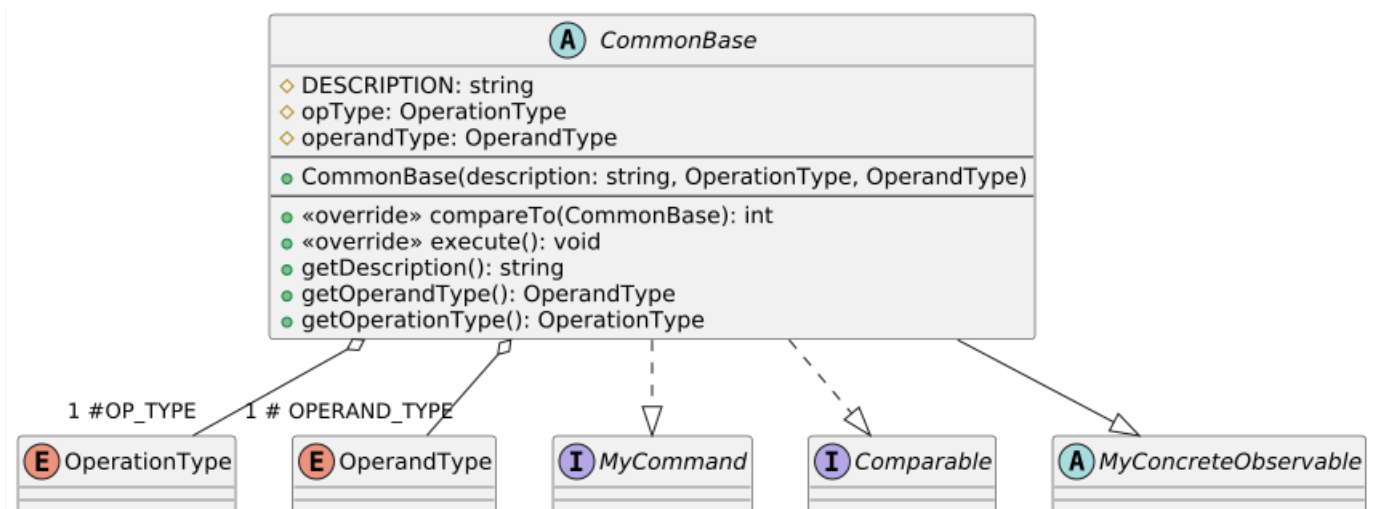 A CommonBase
DESCRIPTION: string
opType: OperationType
operandType: OperandType
CommonBase(description: string, OperationType, OperandType)
«override» compareTo(CommonBase): int
«override» execute(): void
getDescription(): string
getOperandType(): OperandType
getOperationType(): OperationType
1 #OP_TYPE
1 # OPERAND_TYPE
E OperationType
E OperandType
I MyCommand
I Comparable
A MyConcreteObservable